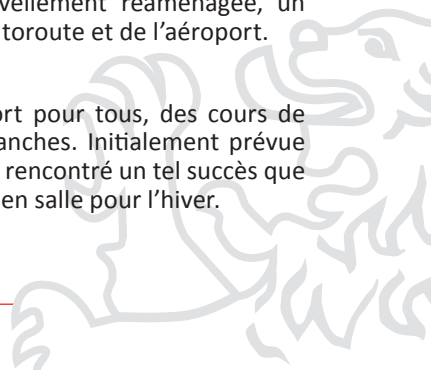 vellement réaménagée, un
toroute et de l’aéroport.
ort pour tous, des cours de
anches. Initialement prévue
rencontré un tel succès que
en salle pour l’hiver.